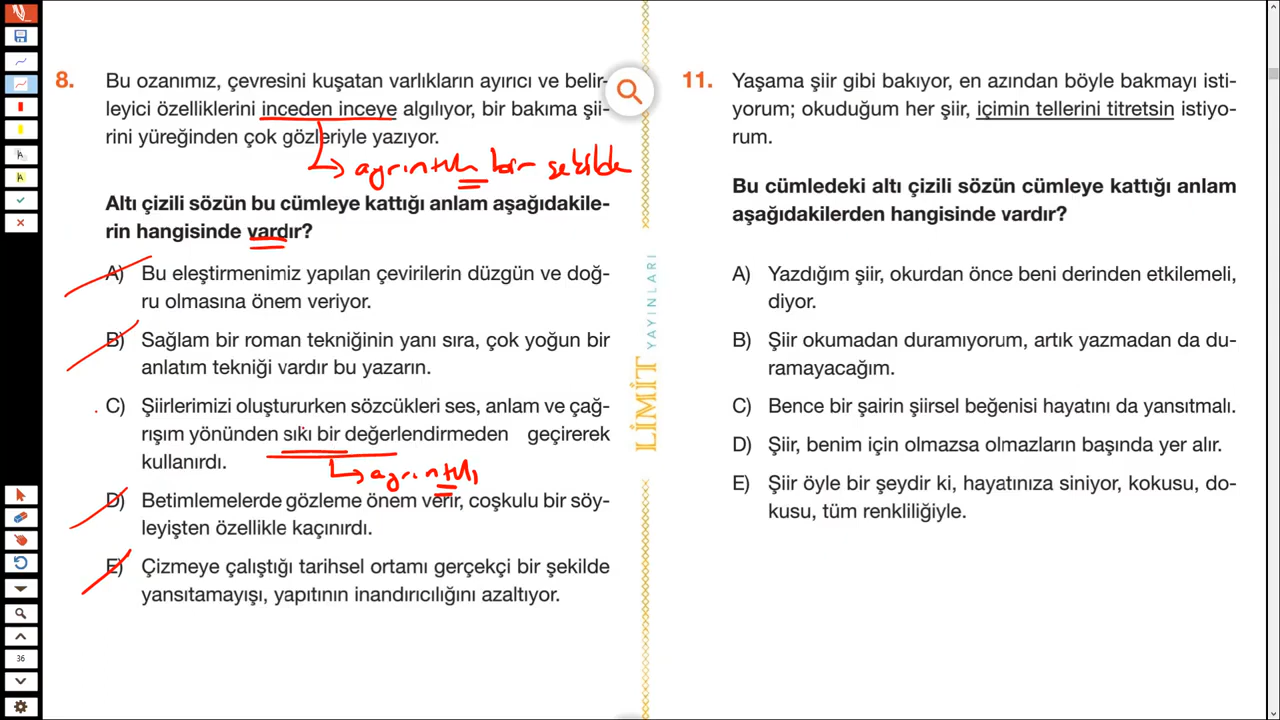 8. Bu ozanımız, çevresini kuşatan varlıkların ayırıcı ve belir-
leyici özelliklerini inceden inceye algılıyor, bir bakıma şii-
rini yüreğinden çok gözleriyle yazıyor.
ayrıntılı bir şekilde
Altı çizili sözün bu cümleye kattığı anlam aşağıdakile-
rin hangisinde vardır?
A) Bu eleştirmenimiz yapılan çevirilerin düzgün ve doğ-
ru olmasına önem veriyor.
B) Sağlam bir roman tekniğinin yanı sıra, çok yoğun bir
anlatım tekniği vardır bu yazarın.
C) Şiirlerimizi oluştururken sözcükleri ses, anlam ve çağ-
rışım yönünden sıkı bir değerlendirmeden geçirerek
kullanırdı.
ayrıntılı
D) Betimlemelerde gözleme önem verir, coşkulu bir söy-
leyişten özellikle kaçınırdı.
E) Çizmeye çalıştığı tarihsel ortamı gerçekçi bir şekilde
yansıtamayışı, yapıtının inandırıcılığını azaltıyor.
LİMİT YAYINLARI
11. Yaşama şiir gibi bakıyor, en azından böyle bakmayı isti-
yorum; okuduğum her şiir, içimin tellerini titretsin istiyo-
rum.
Bu cümledeki altı çizili sözün cümleye kattığı anlam
aşağıdakilerden hangisinde vardır?
A) Yazdığım şiir, okurdan önce beni derinden etkilemeli,
diyor.
B) Şiir okumadan duramıyorum, artık yazmadan da du-
ramayacağım.
C) Bence bir şairin şiirsel beğenisi hayatını da yansıtmalı.
D) Şiir, benim için olmazsa olmazların başında yer alır.
E) Şiir öyle bir şeydir ki, hayatınıza siniyor, kokusu, do-
kusu, tüm renkliliğiyle.
A
A
36